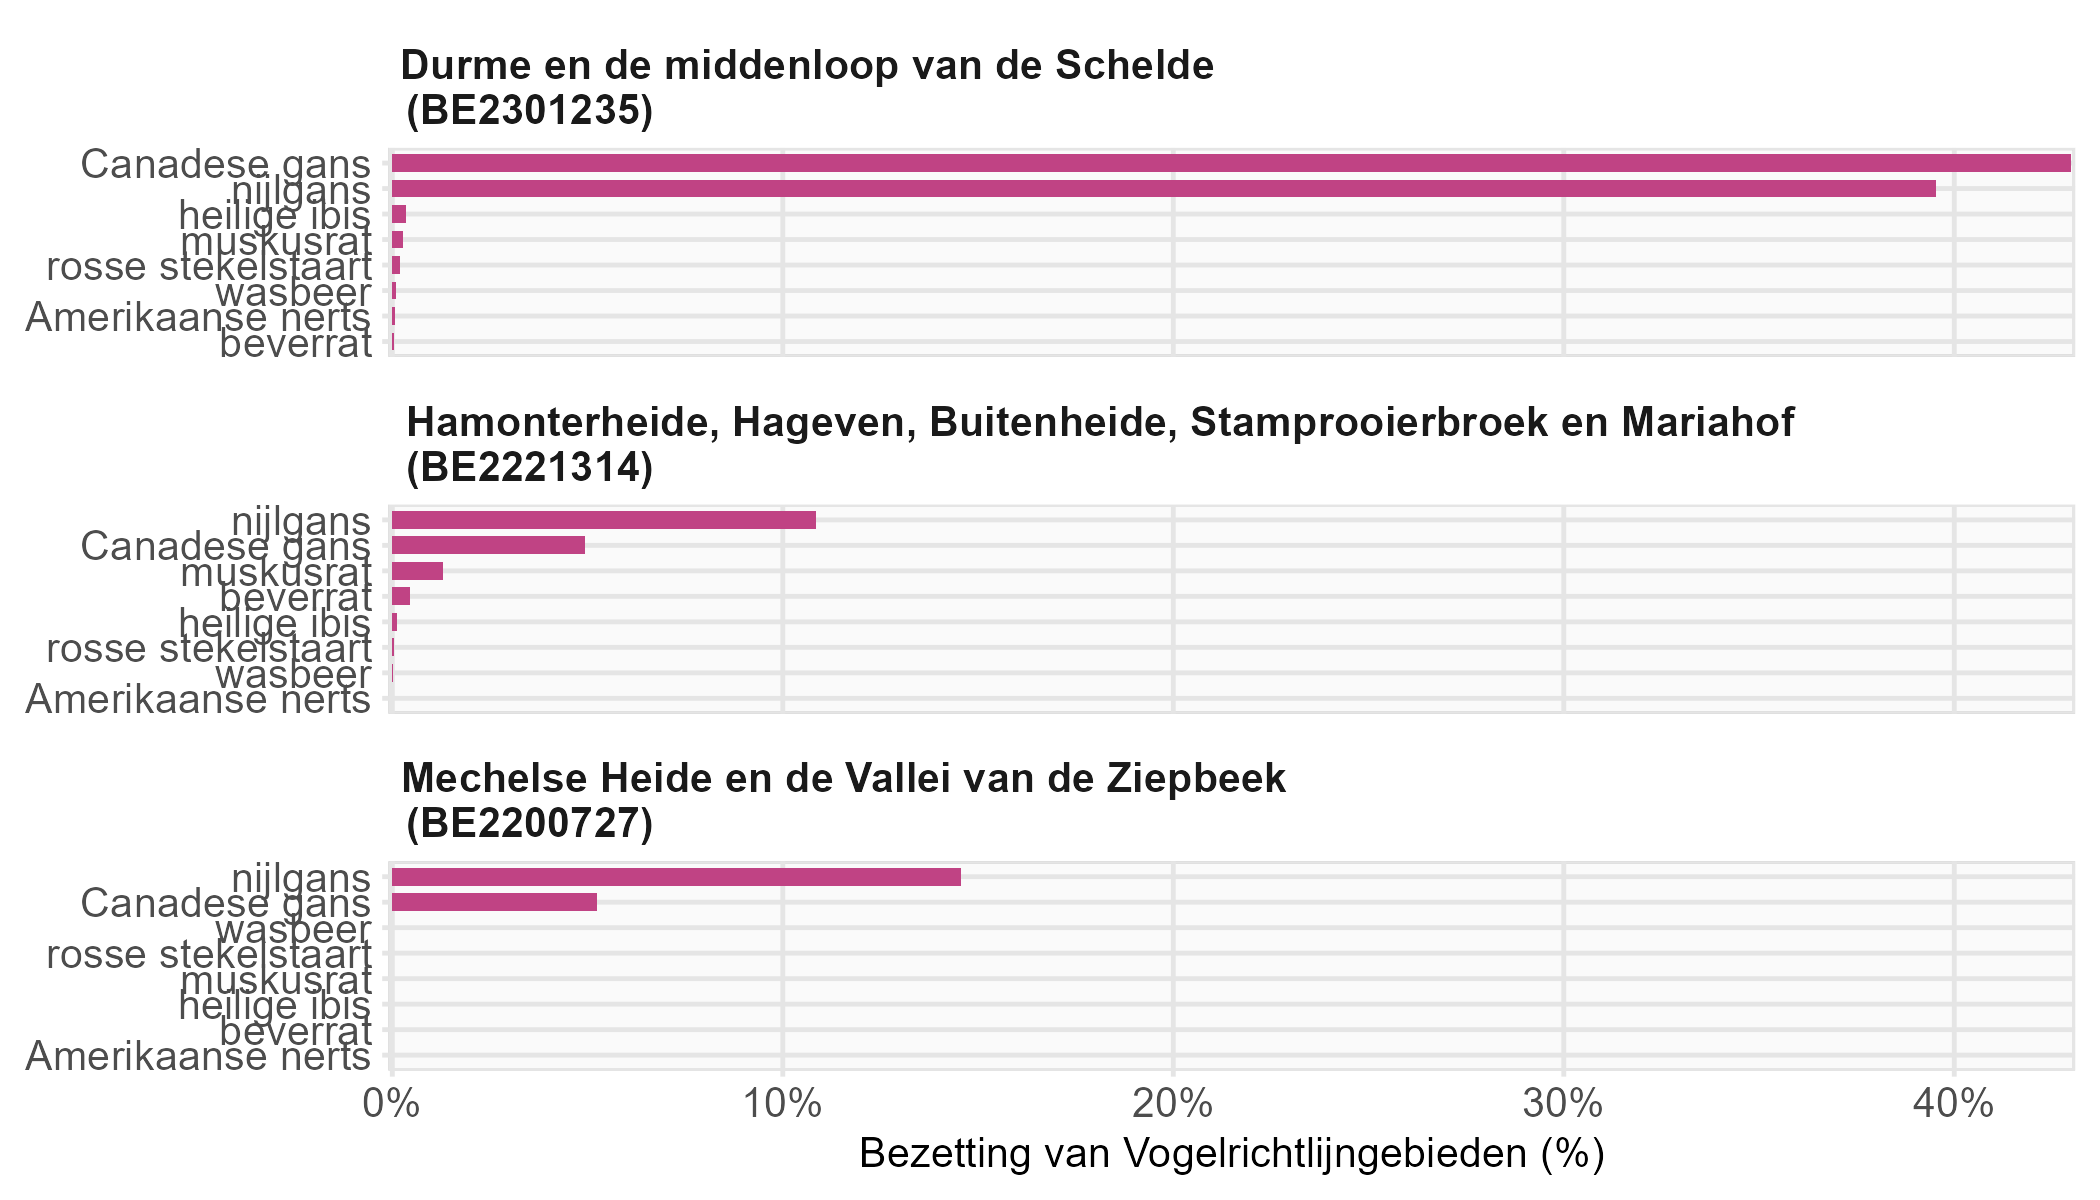 Durme en de middenloop van de Schelde
(BE2301235)
Canadese gans
nijlgans
heilige ibis
muskusrat
rosse stekelstaart
wasbeer
Amerikaanse nerts
beverrat
Hamonterheide, Hageven, Buitenheide, Stamprooierbroek en Mariahof
(BE2221314)
nijlgans
Canadese gans
muskusrat
beverrat
heilige ibis
rosse stekelstaart
wasbeer
Amerikaanse nerts
Mechelse Heide en de Vallei van de Ziepbeek
(BE2200727)
nijlgans
Canadese gans
wasbeer
rosse stekelstaart
muskusrat
heilige ibis
beverrat
Amerikaanse nerts
0% 10% 20% 30% 40%
Bezetting van Vogelrichtlijngebieden (%)